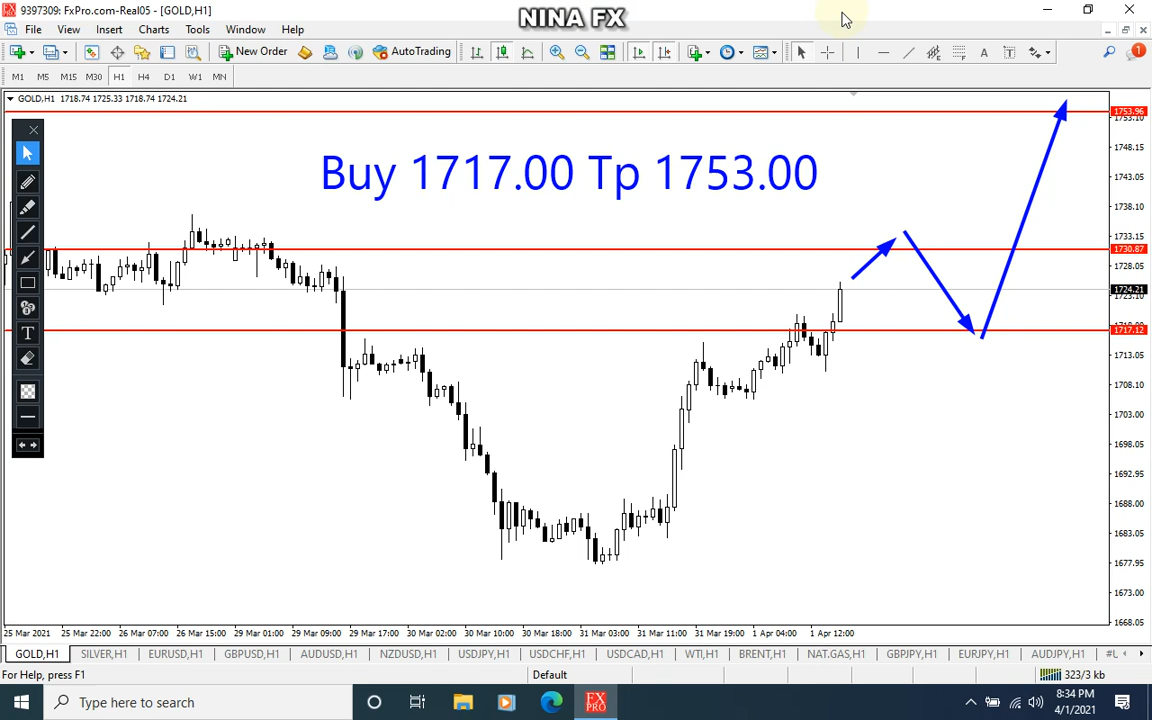 9397309: FxPro.com-Real05 - [GOLD,H1]
NINA FX
File View Insert Charts Tools Window Help
New Order AutoTrading
M1 M5 M15 M30 H1 H4 D1 W1 MN
GOLD,H1 1718.74 1725.33 1718.74 1724.21
1753.96
1753.10
Buy 1717.00 Tp 1753.00
1748.15
1743.05
1738.10
1733.15
1730.87
1728.05
1724.21
1723.10
1717.12
1713.05
1708.10
1703.00
1698.05
1692.95
1688.00
1683.05
1677.95
1673.00
1668.05
25 Mar 2021 25 Mar 22:00 26 Mar 07:00 26 Mar 15:00 29 Mar 01:00 29 Mar 09:00 29 Mar 17:00 30 Mar 02:00 30 Mar 10:00 30 Mar 18:00 31 Mar 03:00 31 Mar 11:00 31 Mar 19:00 1 Apr 04:00 1 Apr 12:00
GOLD,H1 SILVER,H1 EURUSD,H1 GBPUSD,H1 AUDUSD,H1 NZDUSD,H1 USDJPY,H1 USDCHF,H1 USDCAD,H1 WTI,H1 BRENT,H1 NAT.GAS,H1 GBPJPY,H1 EURJPY,H1 AUDJPY,H1 #L
For Help, press F1 Default 323/3 kb
Type here to search FX PRO 8:34 PM
4/1/2021